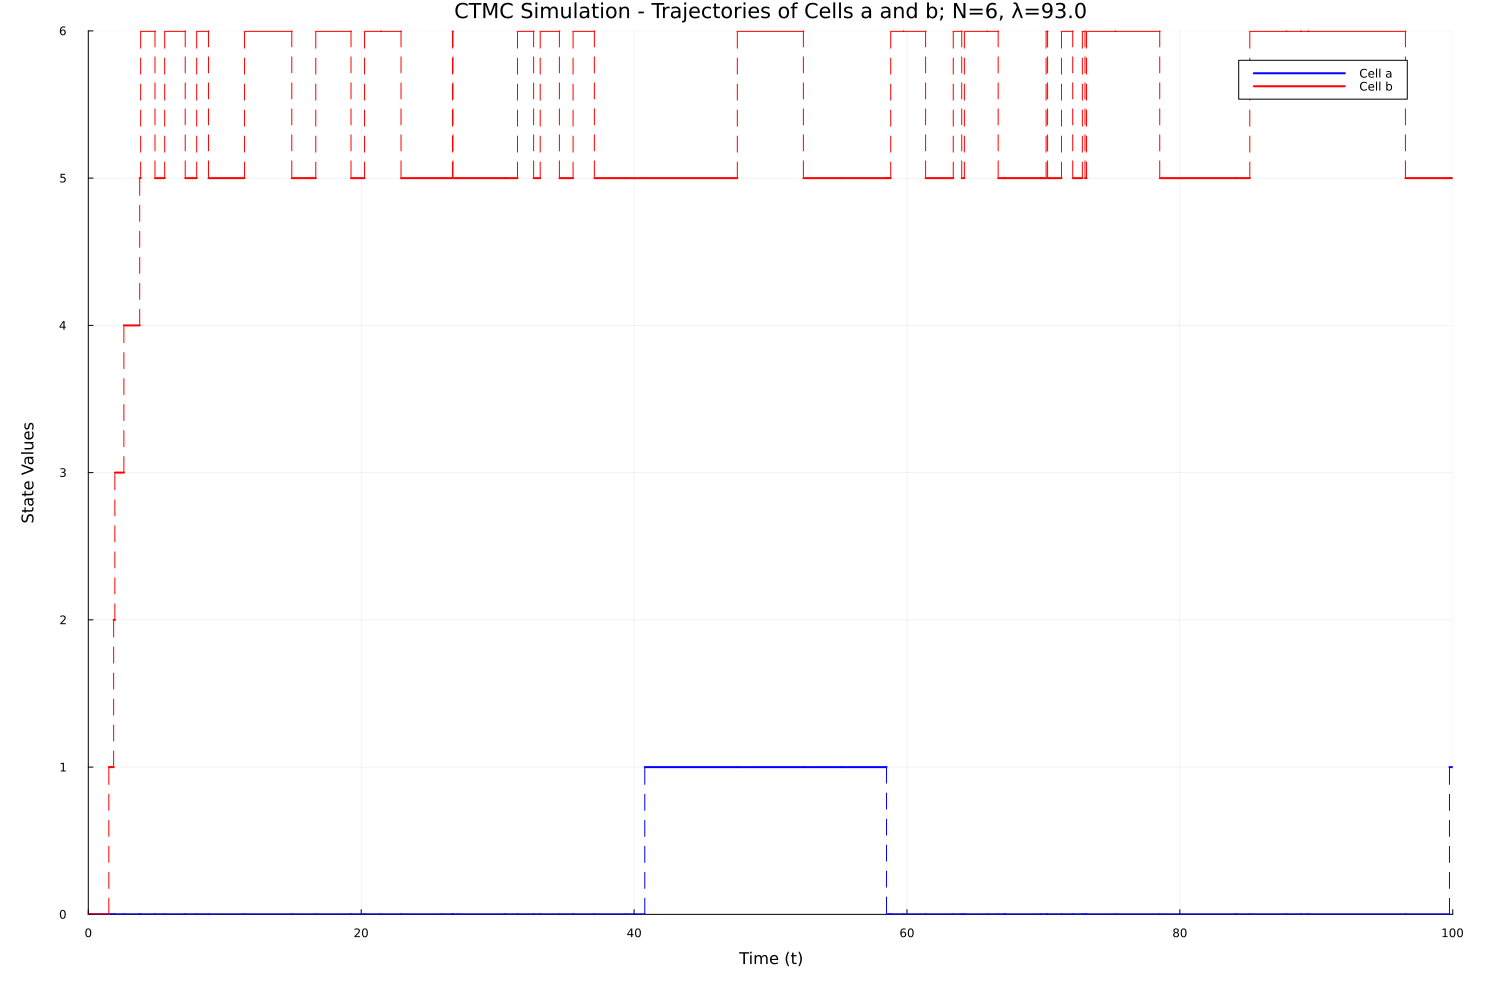 CTMC Simulation - Trajectories of Cells a and b; N=6, λ=93.0
6
5
4
3
2
1
0
State Values
Cell a
Cell b
0 20 40 60 80 100
Time (t)